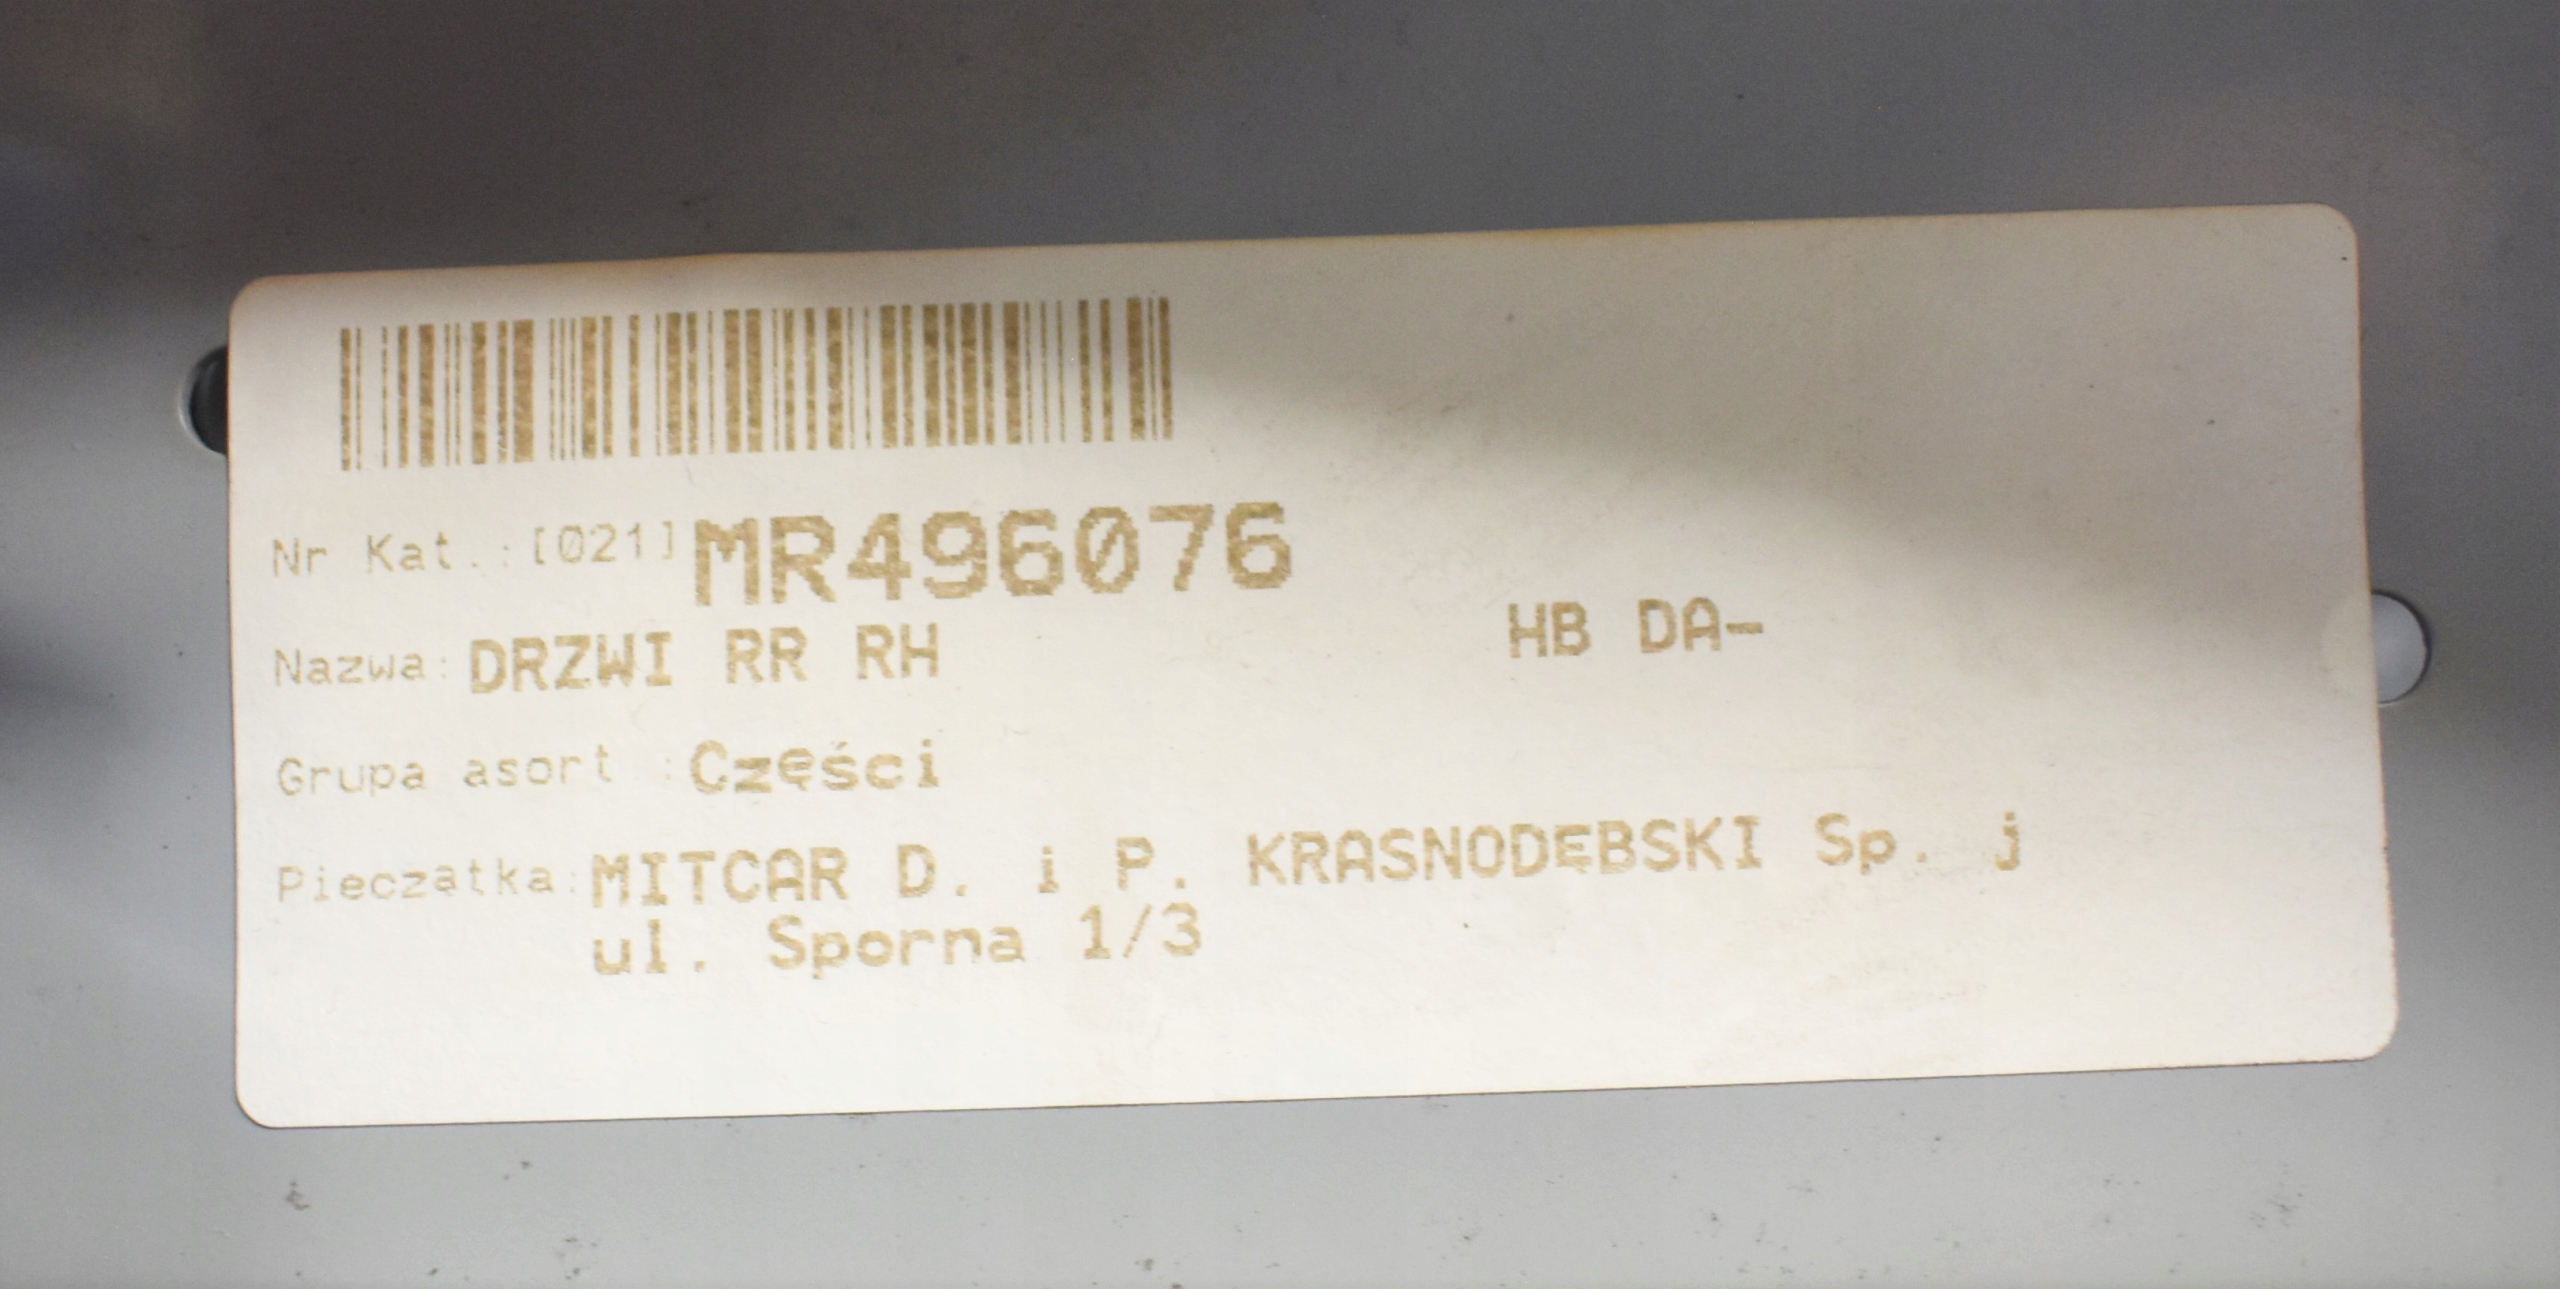 Nr Kat.:[021] MR496076
HB DA-
Nazwa: DRZWI RR RH
Grupa asort.: Części
Pieczątka: MITCAR D. i P. KRASNODĘBSKI Sp. j
ul. Sporna 1/3